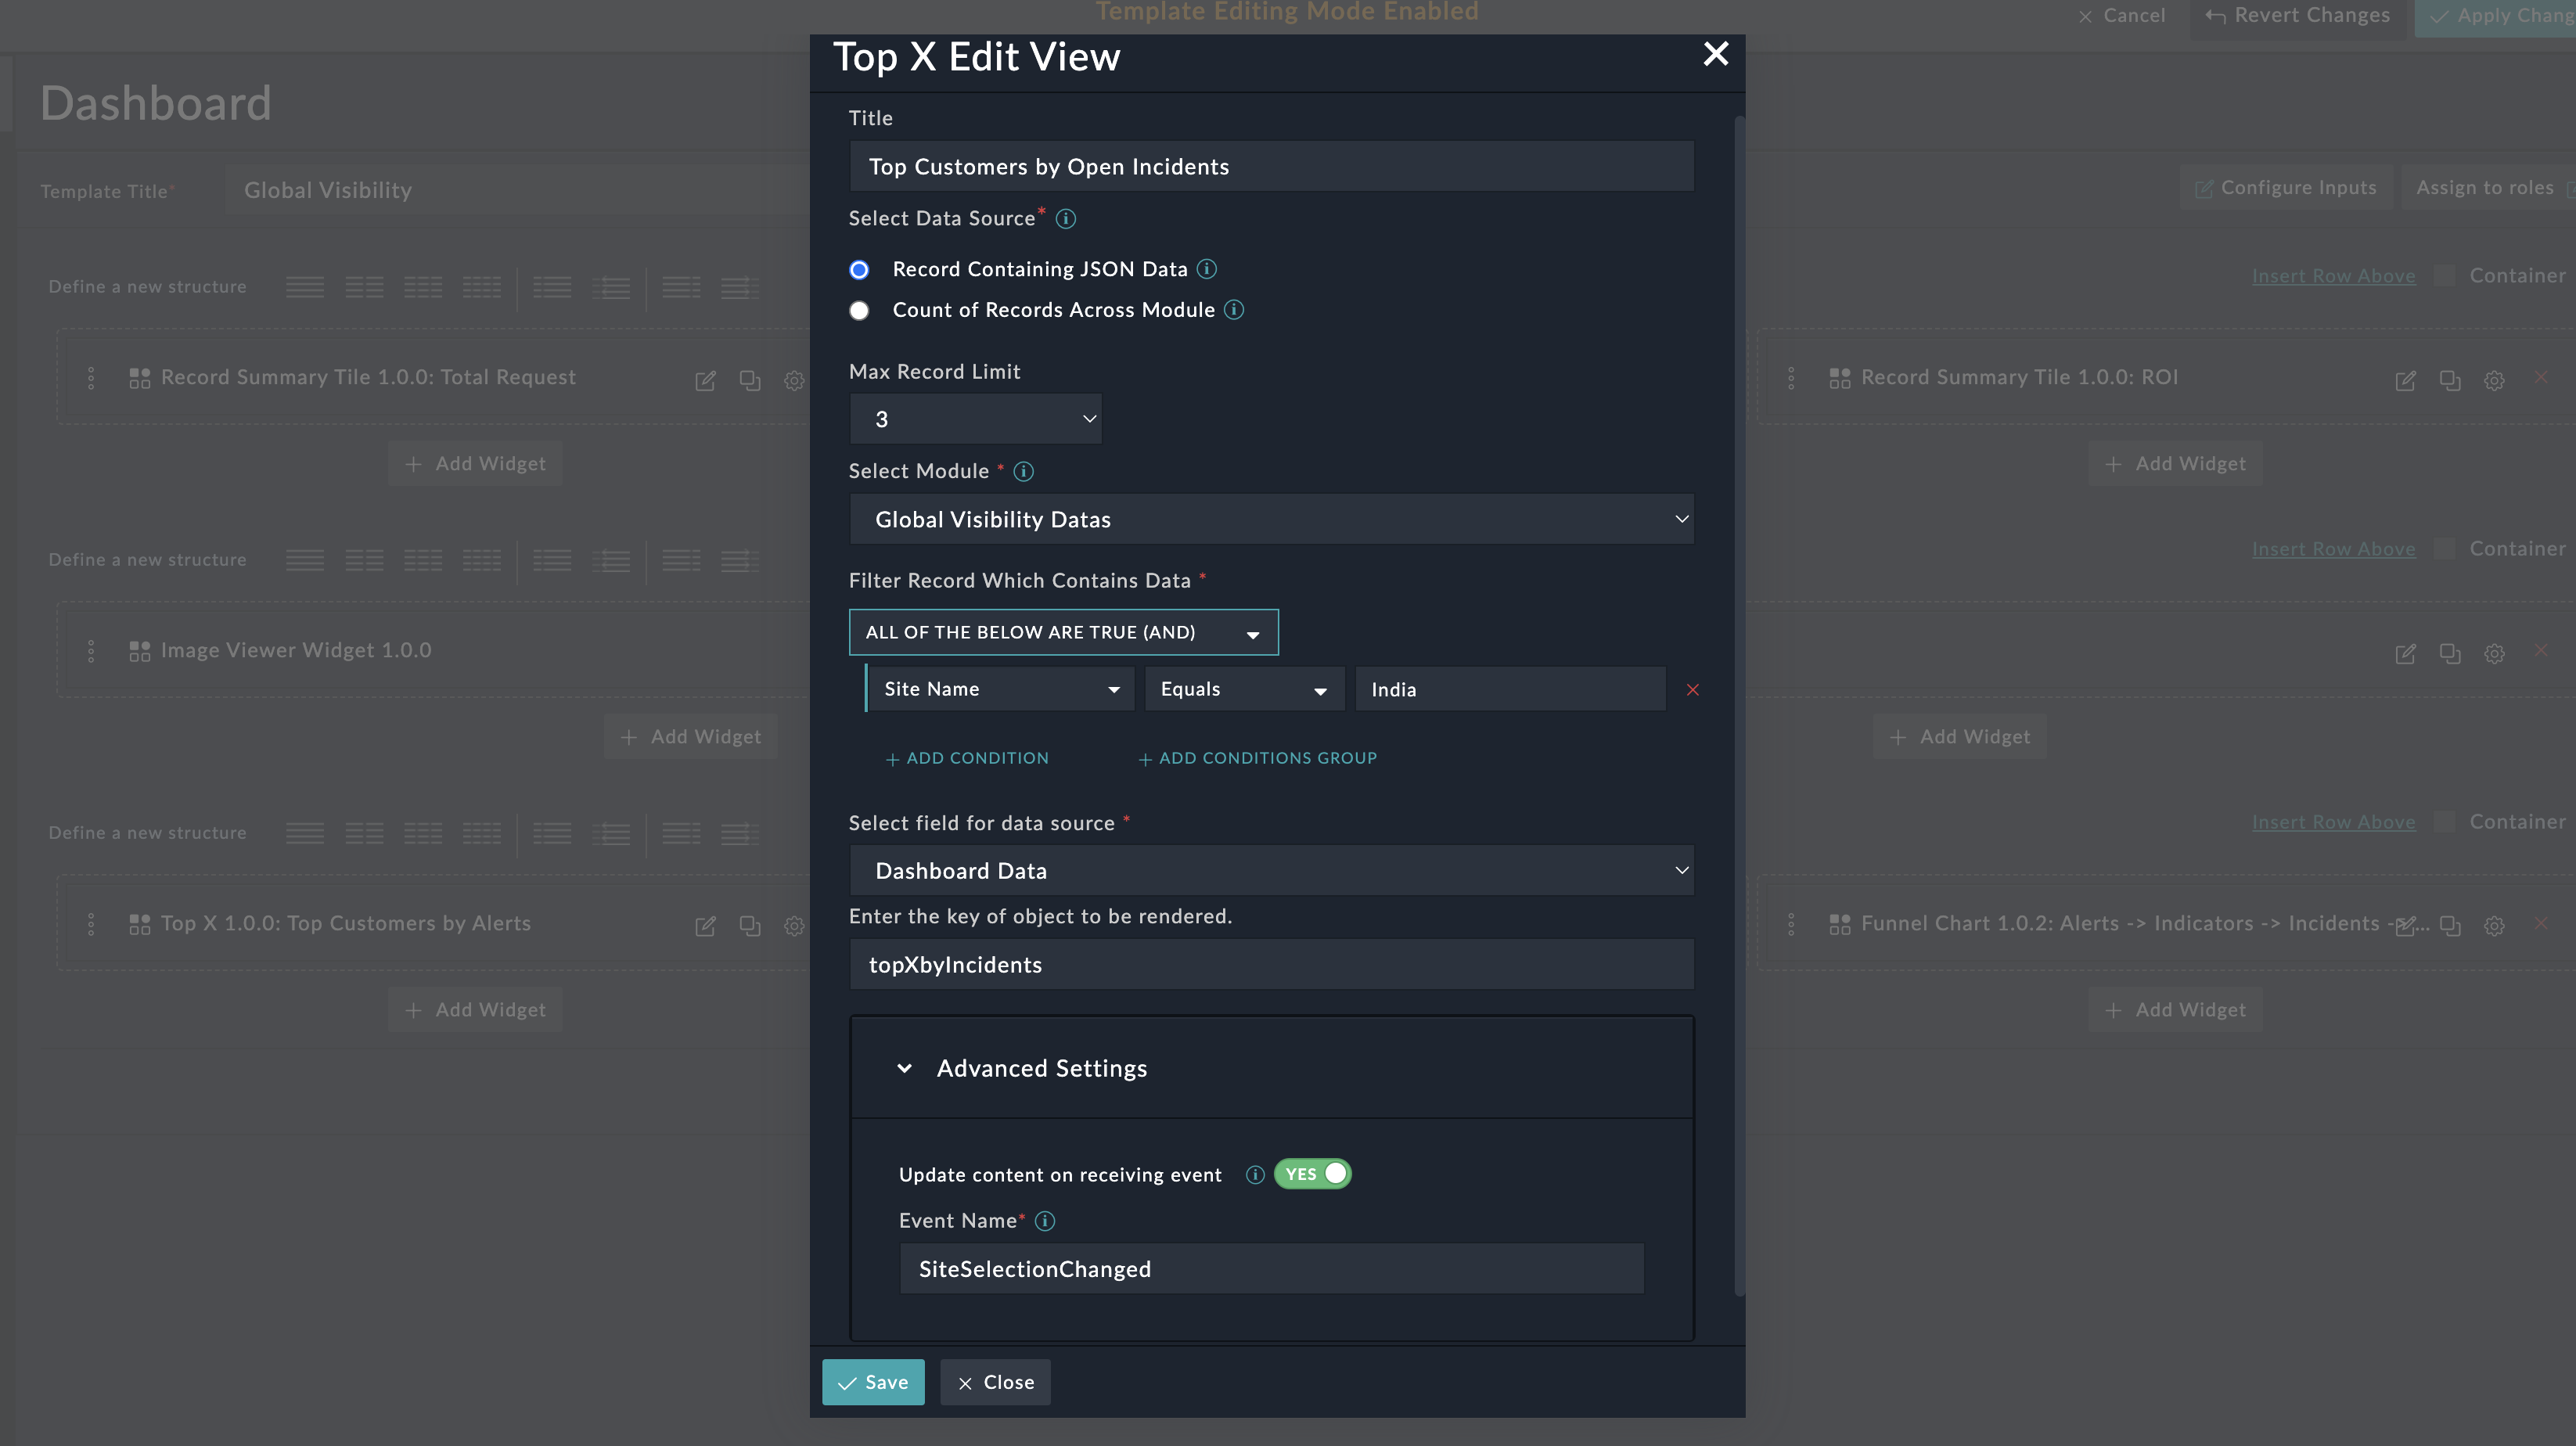 Template Editing Mode Enabled
Cancel
Revert Changes
Apply Chang
Top X Edit View
Dashboard
Title
Top Customers by Open Incidents
Template Title*
Global Visibility
Configure Inputs
Assign to roles
Select Data Source*
Record Containing JSON Data
Count of Records Across Module
Define a new structure
Insert Row Above
Container
Record Summary Tile 1.0.0: Total Request
Record Summary Tile 1.0.0: ROI
Max Record Limit
3
+ Add Widget
+ Add Widget
Select Module *
Global Visibility Datas
Define a new structure
Insert Row Above
Container
Filter Record Which Contains Data *
ALL OF THE BELOW ARE TRUE (AND)
Image Viewer Widget 1.0.0
Site Name
Equals
India
+ Add Widget
+ Add Widget
+ ADD CONDITION
+ ADD CONDITIONS GROUP
Define a new structure
Insert Row Above
Container
Select field for data source *
Dashboard Data
Enter the key of object to be rendered.
topXbyIncidents
Top X 1.0.0: Top Customers by Alerts
Funnel Chart 1.0.2: Alerts -> Indicators -> Incidents -...
+ Add Widget
+ Add Widget
Advanced Settings
Update content on receiving event
YES
Event Name*
SiteSelectionChanged
Save
Close